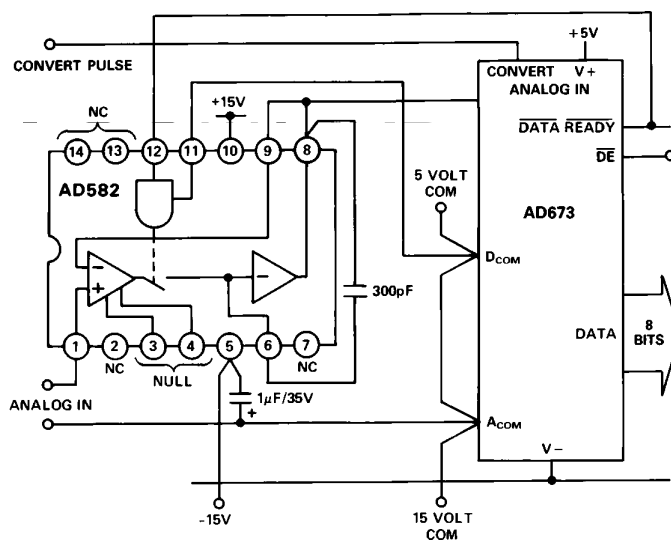 CONVERT PULSE
+5V
CONVERT V+
ANALOG IN
NC
+15V
DATA READY
DE
14 13 12 11 10 9 8
AD582
5 VOLT
COM
AD673
DCOM
300pF
8
BITS
DATA
1 2 3 4 5 6 7
NC
NULL
NC
ANALOG IN
1μF/35V
+
ACOM
V−
-15V
15 VOLT
COM